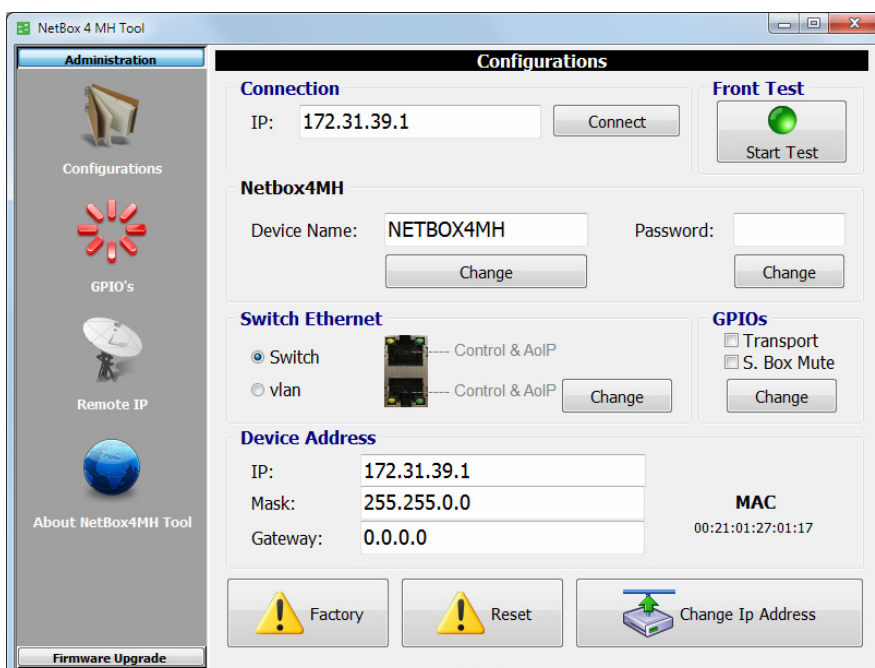 NetBox 4 MH Tool
Administration
Configurations
GPIO's
Remote IP
About NetBox4MH Tool
Firmware Upgrade
Configurations
Connection
IP: 172.31.39.1 Connect
Front Test
Start Test
Netbox4MH
Device Name: NETBOX4MH Password:
Change Change
Switch Ethernet
Switch Control & AoIP
vlan Control & AoIP Change
GPIOs
Transport
S. Box Mute
Change
Device Address
IP: 172.31.39.1
Mask: 255.255.0.0
Gateway: 0.0.0.0
MAC
00:21:01:27:01:17
Factory Reset Change Ip Address